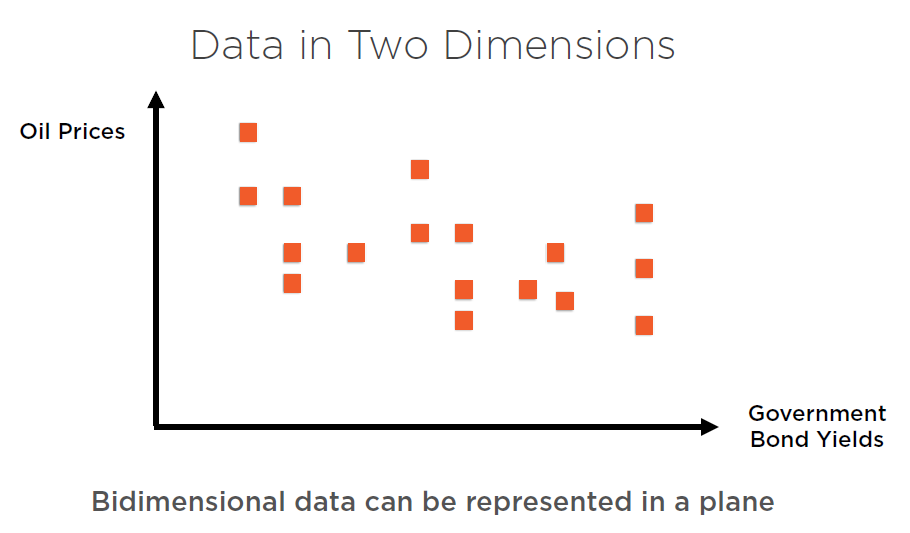 Data in Two Dimensions
Oil Prices
Government
Bond Yields
Bidimensional data can be represented in a plane